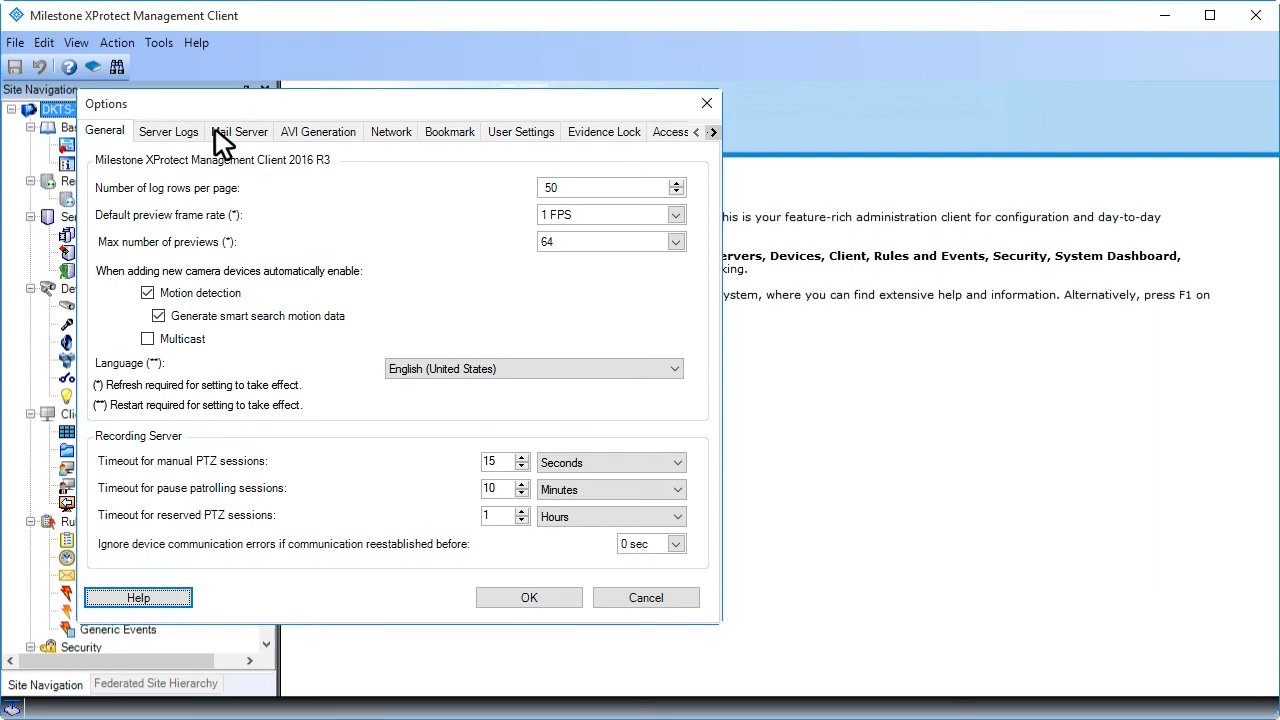 Milestone XProtect Management Client
File Edit View Action Tools Help
Site Navigation
Options
General Server Logs Mail Server AVI Generation Network Bookmark User Settings Evidence Lock Access
DKTS-
Ba
Re
Se
De
Cli
Ru
Milestone XProtect Management Client 2016 R3
Number of log rows per page: 50
Default preview frame rate (*): 1 FPS
Max number of previews (*): 64
When adding new camera devices automatically enable:
Motion detection
Generate smart search motion data
Multicast
Language (**): English (United States)
(*) Refresh required for setting to take effect.
(**) Restart required for setting to take effect.
Recording Server
Timeout for manual PTZ sessions: 15 Seconds
Timeout for pause patrolling sessions: 10 Minutes
Timeout for reserved PTZ sessions: 1 Hours
Ignore device communication errors if communication reestablished before: 0 sec
Help OK Cancel
his is your feature-rich administration client for configuration and day-to-day
ervers, Devices, Client, Rules and Events, Security, System Dashboard,
king.
ystem, where you can find extensive help and information. Alternatively, press F1 on
Generic Events
Security
Site Navigation Federated Site Hierarchy